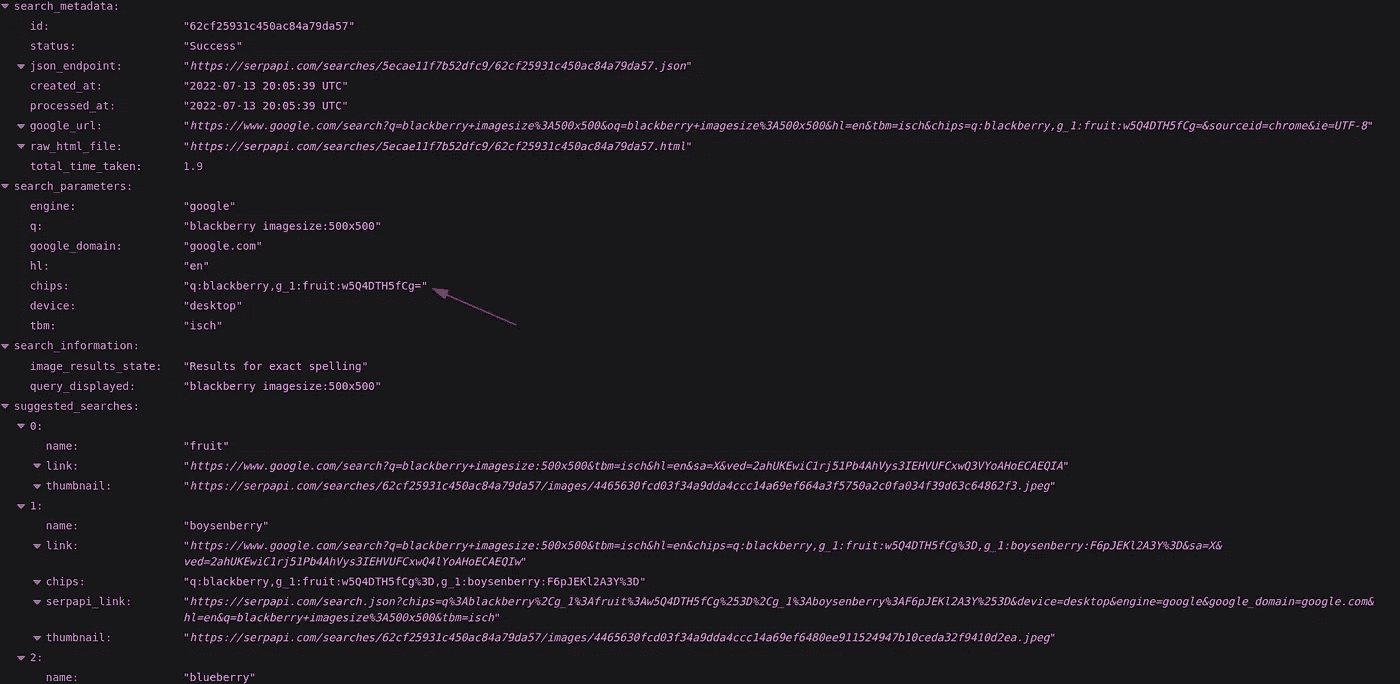 search_metadata:
id: "62cf25931c450ac84a79da57"
status: "Success"
json_endpoint: "https://serpapi.com/searches/5ecae11f7b52dfc9/62cf25931c450ac84a79da57.json"
created_at: "2022-07-13 20:05:39 UTC"
processed_at: "2022-07-13 20:05:39 UTC"
google_url: "https://www.google.com/search?q=blackberry+imagesize%3A500x500&oq=blackberry+imagesize%3A500x500&hl=en&tbm=isch&chips=q:blackberry,g_1:fruit:w5Q4DTH5fCg=&sourceid=chrome&ie=UTF-8"
raw_html_file: "https://serpapi.com/searches/5ecae11f7b52dfc9/62cf25931c450ac84a79da57.html"
total_time_taken: 1.9
search_parameters:
engine: "google"
q: "blackberry imagesize:500x500"
google_domain: "google.com"
hl: "en"
chips: "q:blackberry,g_1:fruit:w5Q4DTH5fCg="
device: "desktop"
tbm: "isch"
search_information:
image_results_state: "Results for exact spelling"
query_displayed: "blackberry imagesize:500x500"
suggested_searches:
0:
name: "fruit"
link: "https://www.google.com/search?q=blackberry+imagesize:500x500&tbm=isch&hl=en&sa=X&ved=2ahUKEwiC1rj51Pb4AhVys3IEHVUFCxwQ3VYoAHoECAEQIA"
thumbnail: "https://serpapi.com/searches/62cf25931c450ac84a79da57/images/4465630fcd03f34a9dda4ccc14a69ef664a3f5750a2c0fa034f39d63c64862f3.jpeg"
1:
name: "boysenberry"
link: "https://www.google.com/search?q=blackberry+imagesize:500x500&tbm=isch&hl=en&chips=q:blackberry,g_1:fruit:w5Q4DTH5fCg%3D,g_1:boysenberry:F6pJEKl2A3Y%3D&sa=X&
ved=2ahUKEwiC1rj51Pb4AhVys3IEHVUFCxwQ4lYoAHoECAEQIw"
chips: "q:blackberry,g_1:fruit:w5Q4DTH5fCg%3D,g_1:boysenberry:F6pJEKl2A3Y%3D"
serpapi_link: "https://serpapi.com/search.json?chips=q%3Ablackberry%2Cg_1%3Afruit%3Aw5Q4DTH5fCg%253D%2Cg_1%3Aboysenberry%3AF6pJEKl2A3Y%253D&device=desktop&engine=google&google_domain=google.com&
hl=en&q=blackberry+imagesize%3A500x500&tbm=isch"
thumbnail: "https://serpapi.com/searches/62cf25931c450ac84a79da57/images/4465630fcd03f34a9dda4ccc14a69ef6480ee911524947b10ceda32f9410d2ea.jpeg"
2:
name: "blueberry"